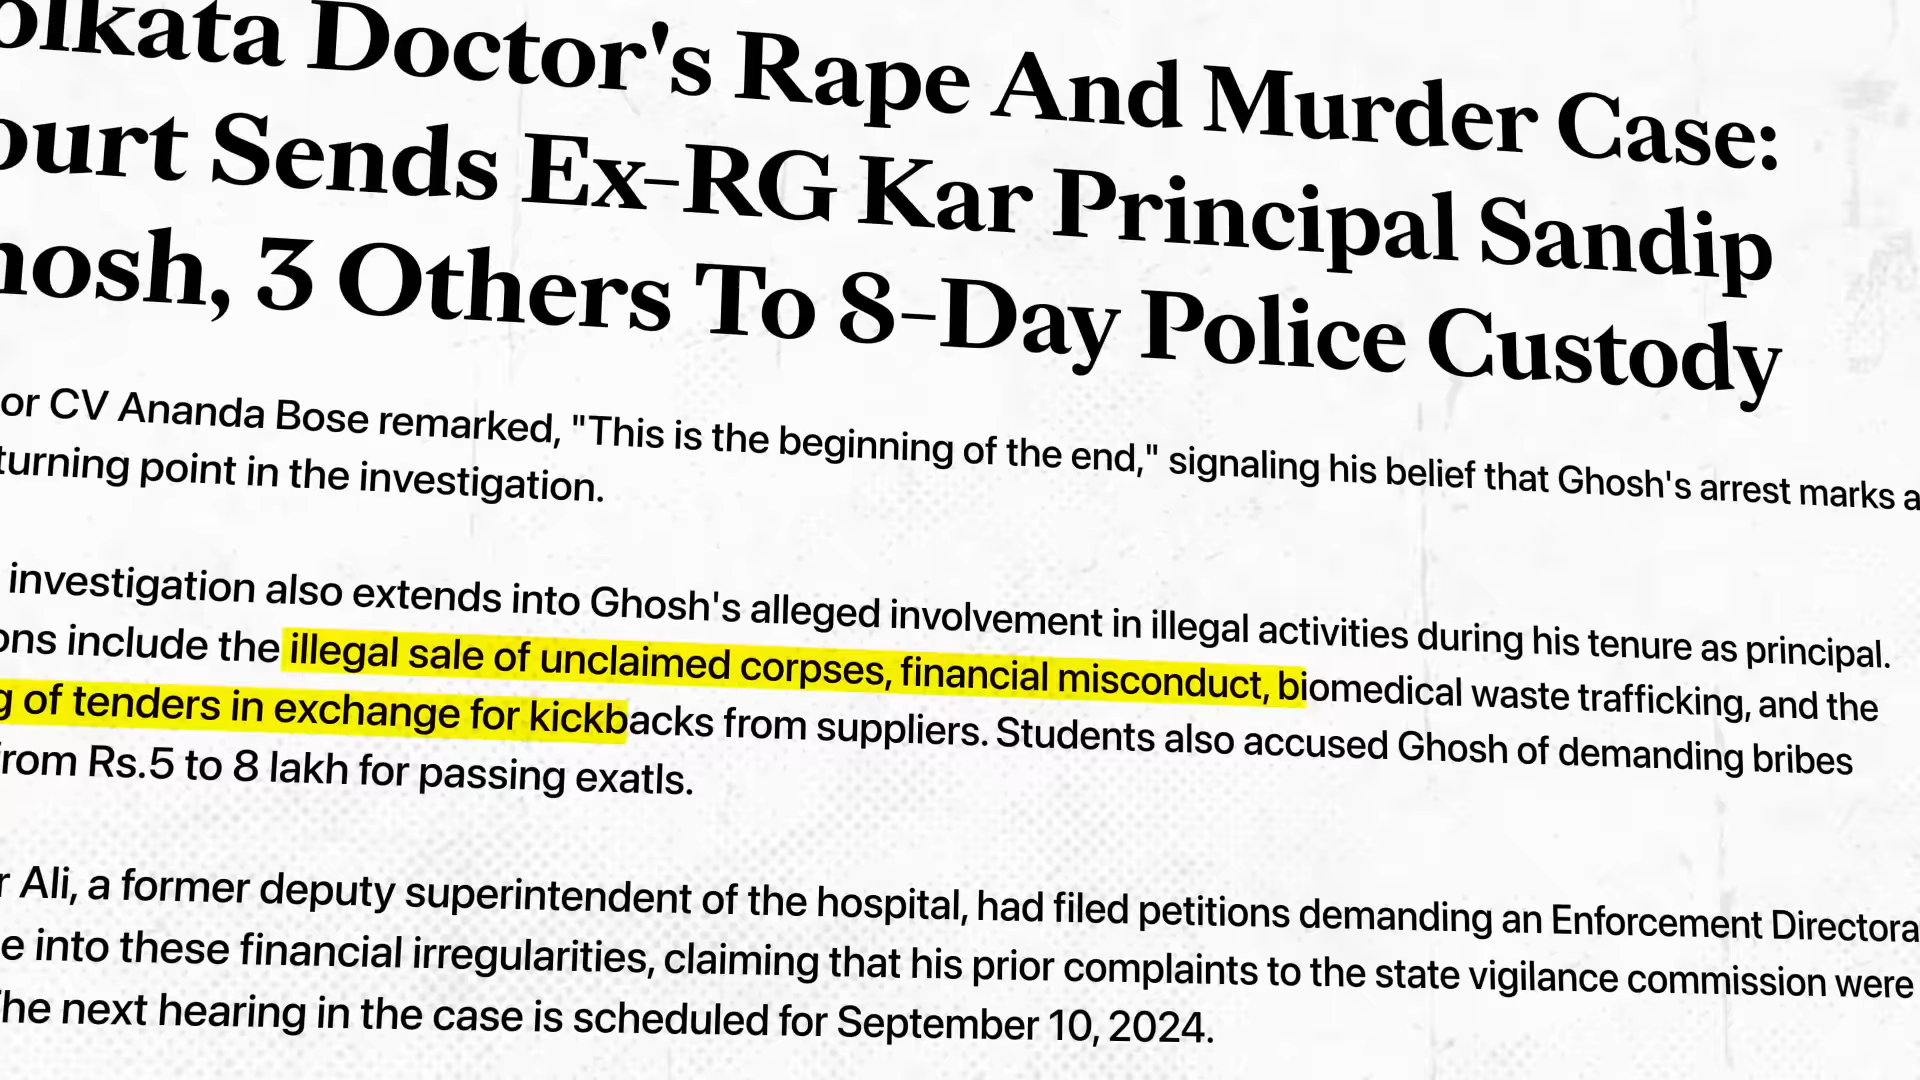 olkata Doctor's Rape And Murder Case:
ourt Sends Ex-RG Kar Principal Sandip
hosh, 3 Others To 8-Day Police Custody
or CV Ananda Bose remarked, "This is the beginning of the end," signaling his belief that Ghosh's arrest marks a
turning point in the investigation.
investigation also extends into Ghosh's alleged involvement in illegal activities during his tenure as principal.
ons include the illegal sale of unclaimed corpses, financial misconduct, biomedical waste trafficking, and the
g of tenders in exchange for kickbacks from suppliers. Students also accused Ghosh of demanding bribes
from Rs.5 to 8 lakh for passing exatls.
r Ali, a former deputy superintendent of the hospital, had filed petitions demanding an Enforcement Directora
e into these financial irregularities, claiming that his prior complaints to the state vigilance commission were
The next hearing in the case is scheduled for September 10, 2024.